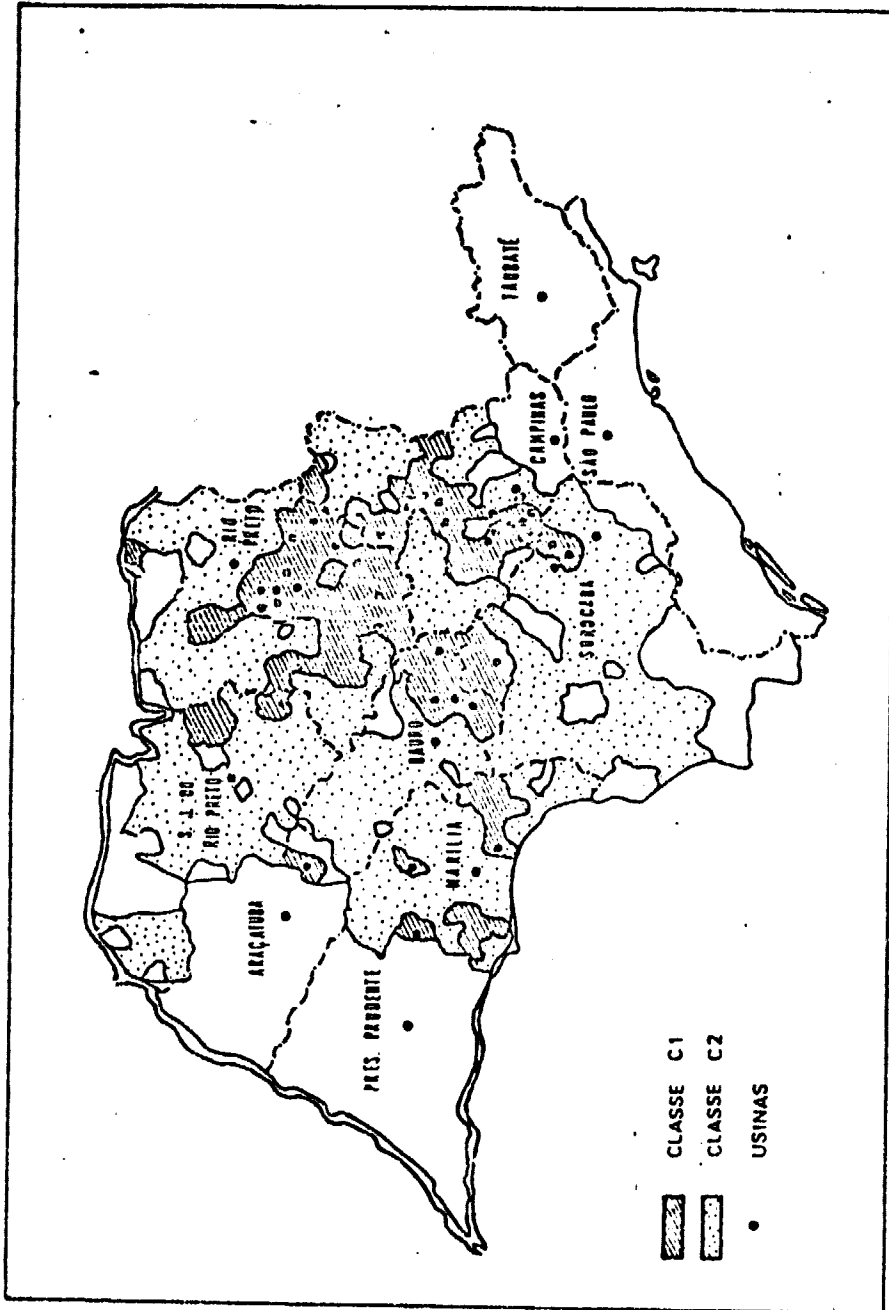 S. J. DO
RIO PRETO
RIO
PRETO
ARAÇATUBA
PRES. PRUDENTE
BAURU
MARILIA
TAUBATÉ
CAMPINAS
SOROCABA
SÃO PAULO
CLASSE C1
CLASSE C2
USINAS